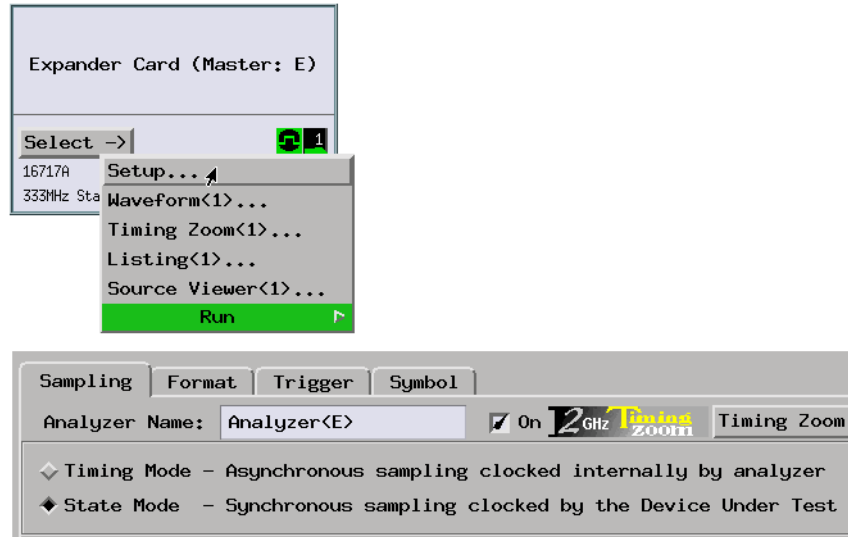 Expander Card (Master: E)
Select ->
1
16717A
333MHz Sta
Setup...
Waveform<1>...
Timing Zoom<1>...
Listing<1>...
Source Viewer<1>...
Run
Sampling Format Trigger Symbol
Analyzer Name: Analyzer<E> On 2GHz Timing Zoom Timing Zoom
Timing Mode - Asynchronous sampling clocked internally by analyzer
State Mode - Synchronous sampling clocked by the Device Under Test